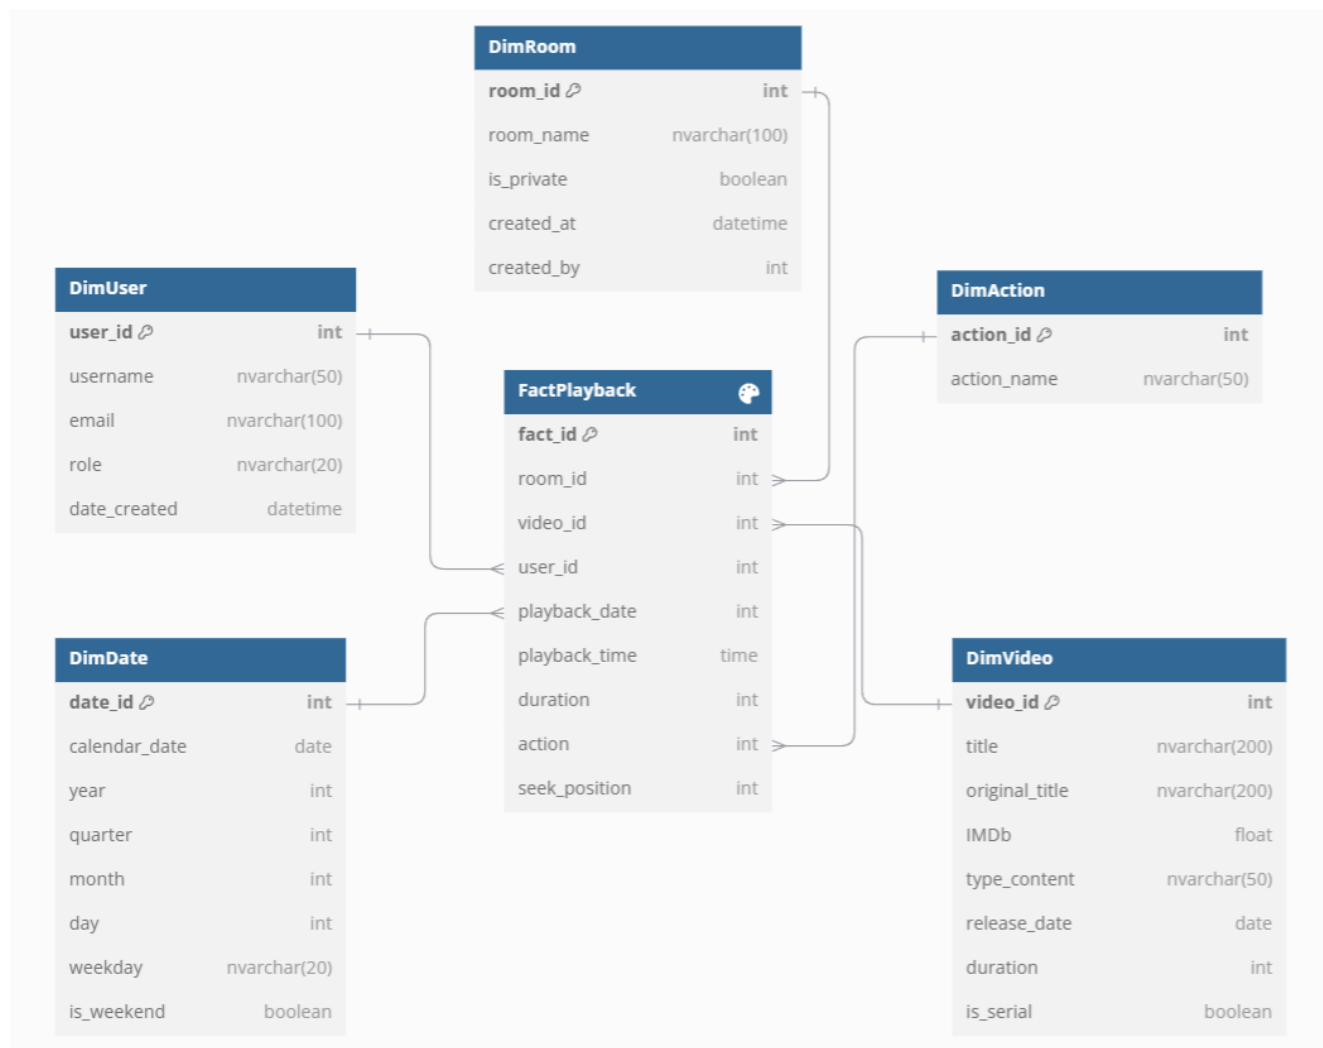 DimRoom
room_id int
room_name nvarchar(100)
is_private boolean
created_at datetime
created_by int
DimUser
user_id int
username nvarchar(50)
email nvarchar(100)
role nvarchar(20)
date_created datetime
DimAction
action_id int
action_name nvarchar(50)
FactPlayback
fact_id int
room_id int
video_id int
user_id int
playback_date int
playback_time time
duration int
action int
seek_position int
DimDate
date_id int
calendar_date date
year int
quarter int
month int
day int
weekday nvarchar(20)
is_weekend boolean
DimVideo
video_id int
title nvarchar(200)
original_title nvarchar(200)
IMDb float
type_content nvarchar(50)
release_date date
duration int
is_serial boolean